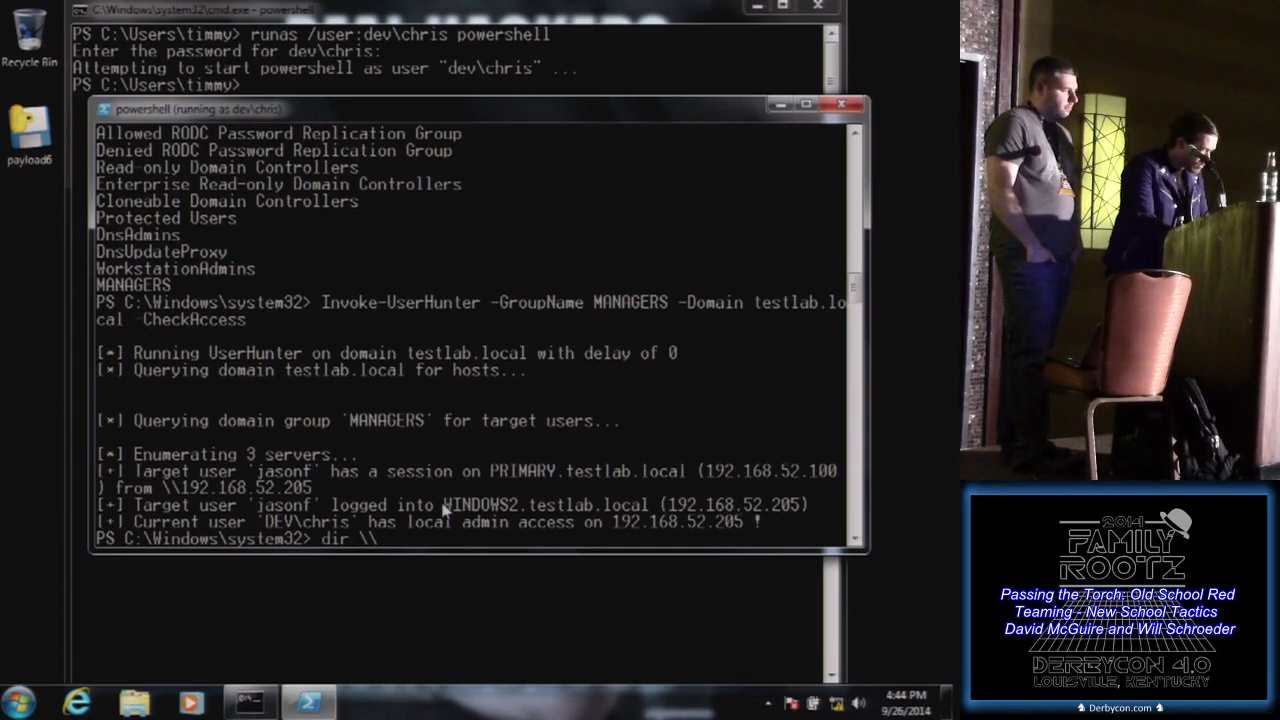 C:\Windows\system32\cmd.exe - powershell
PS C:\Users\timmy> runas /user:dev\chris powershell
Enter the password for dev\chris:
Attempting to start powershell as user "dev\chris" ...
PS C:\Users\timmy>
Recycle Bin
payload6
powershell (running as dev\chris)
Allowed RODC Password Replication Group
Denied RODC Password Replication Group
Read-only Domain Controllers
Enterprise Read-only Domain Controllers
Cloneable Domain Controllers
Protected Users
DnsAdmins
DnsUpdateProxy
WorkstationAdmins
MANAGERS
PS C:\Windows\system32> Invoke-UserHunter -GroupName MANAGERS -Domain testlab.lo
cal -CheckAccess
[*] Running UserHunter on domain testlab.local with delay of 0
[*] Querying domain testlab.local for hosts...
[*] Querying domain group 'MANAGERS' for target users...
[*] Enumerating 3 servers...
[+] Target user 'jasonf' has a session on PRIMARY.testlab.local (192.168.52.100
) from \\192.168.52.205
[+] Target user 'jasonf' logged into WINDOWS2.testlab.local (192.168.52.205)
[+] Current user 'DEV\chris' has local admin access on 192.168.52.205 !
PS C:\Windows\system32> dir \\
4:44 PM
9/26/2014
2014
FAMILY
ROOTZ
Passing the Torch: Old School Red
Teaming - New School Tactics
David McGuire and Will Schroeder
DERBYCON 4.0
LOUISVILLE, KENTUCKY
Derbycon.com